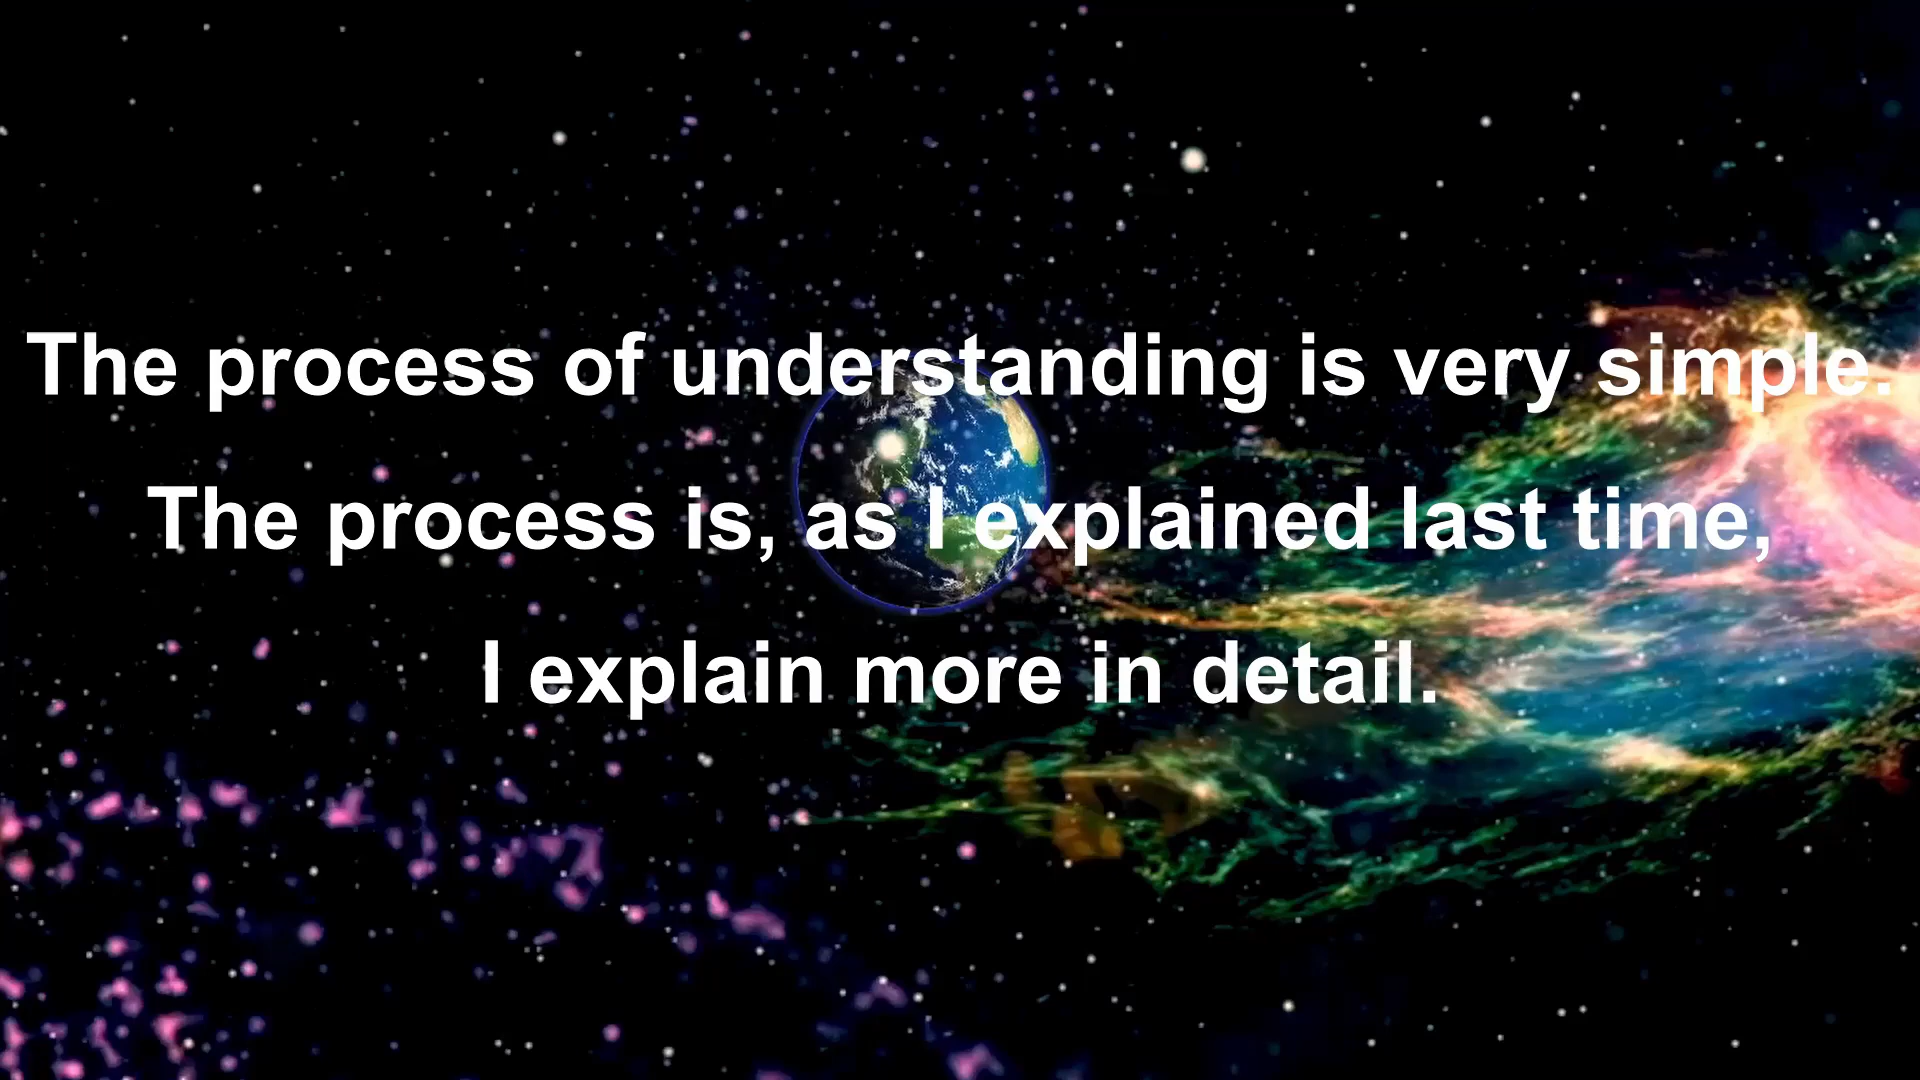 The process of understanding is very simple.
The process is, as I explained last time,
I explain more in detail.